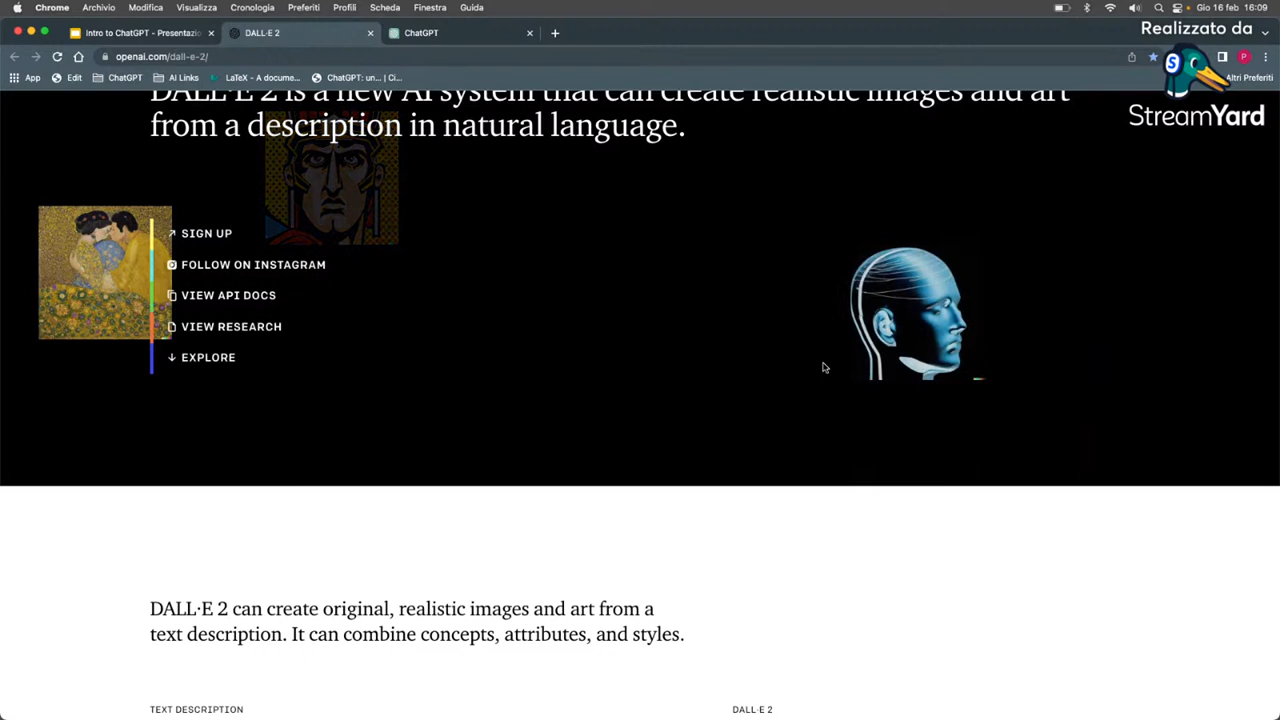 Chrome Archivio Modifica Visualizza Cronologia Preferiti Profili Scheda Finestra Guida Gio 16 feb 16:09
Intro to ChatGPT - Presentazio DALL·E 2 ChatGPT
Realizzato da
openai.com/dall-e-2/
App Edit ChatGPT AI Links LaTeX - A docume... ChatGPT: un... | Ci... Altri Preferiti
StreamYard
DALL·E 2 is a new AI system that can create realistic images and art
from a description in natural language.
SIGN UP
FOLLOW ON INSTAGRAM
VIEW API DOCS
VIEW RESEARCH
EXPLORE
DALL·E 2 can create original, realistic images and art from a
text description. It can combine concepts, attributes, and styles.
TEXT DESCRIPTION DALL·E 2